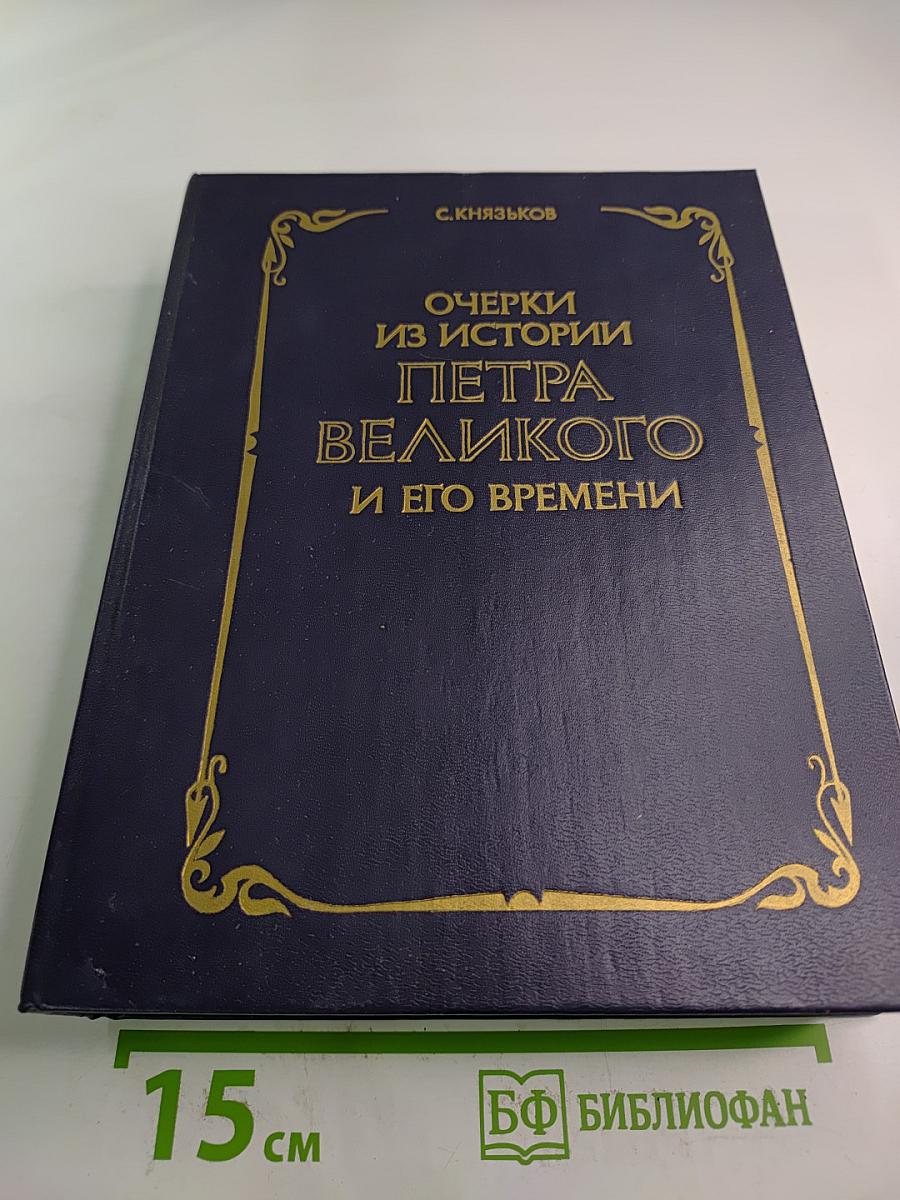 С. КНЯЗЬКОВ
ОЧЕРКИ
ИЗ ИСТОРИИ
ПЕТРА
ВЕЛИКОГО
И ЕГО ВРЕМЕНИ
15 см
БФ БИБЛИОФАН